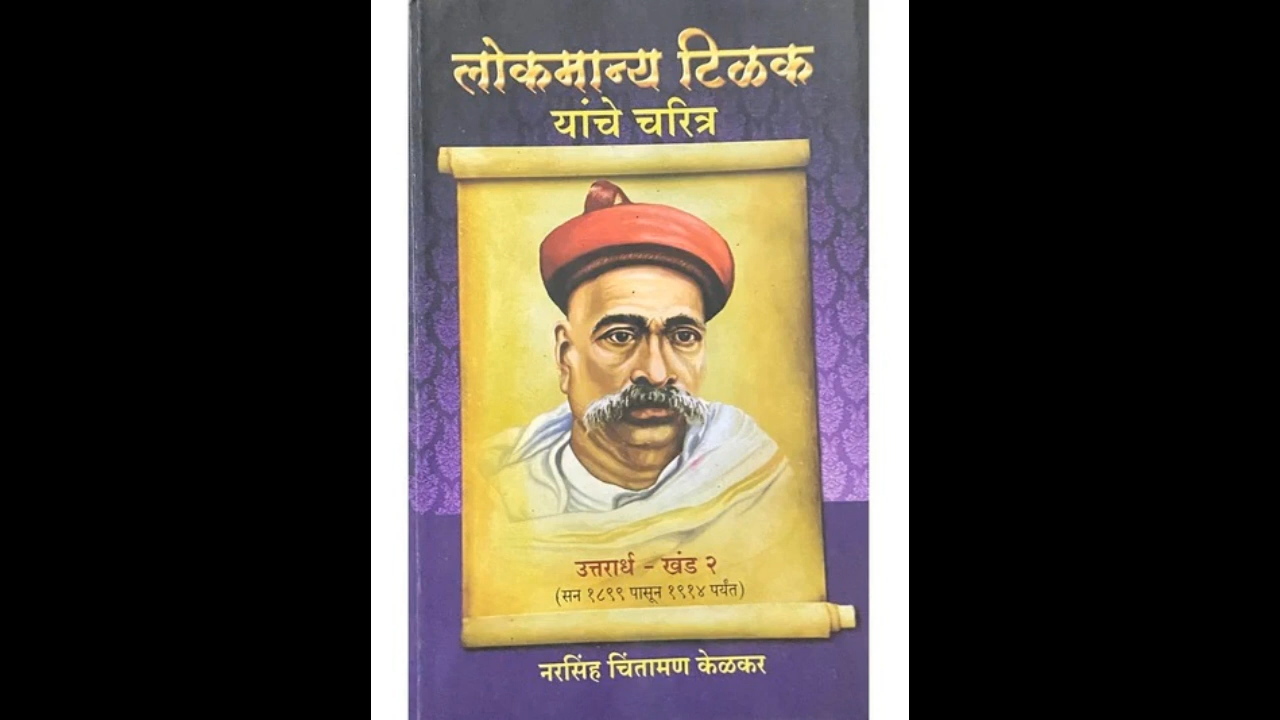 लोकमान्य टिळक
यांचे चरित्र
उत्तरार्ध - खंड २
(सन १८९९ पासून १९१४ पर्यंत)
नरसिंह चिंतामण केळकर